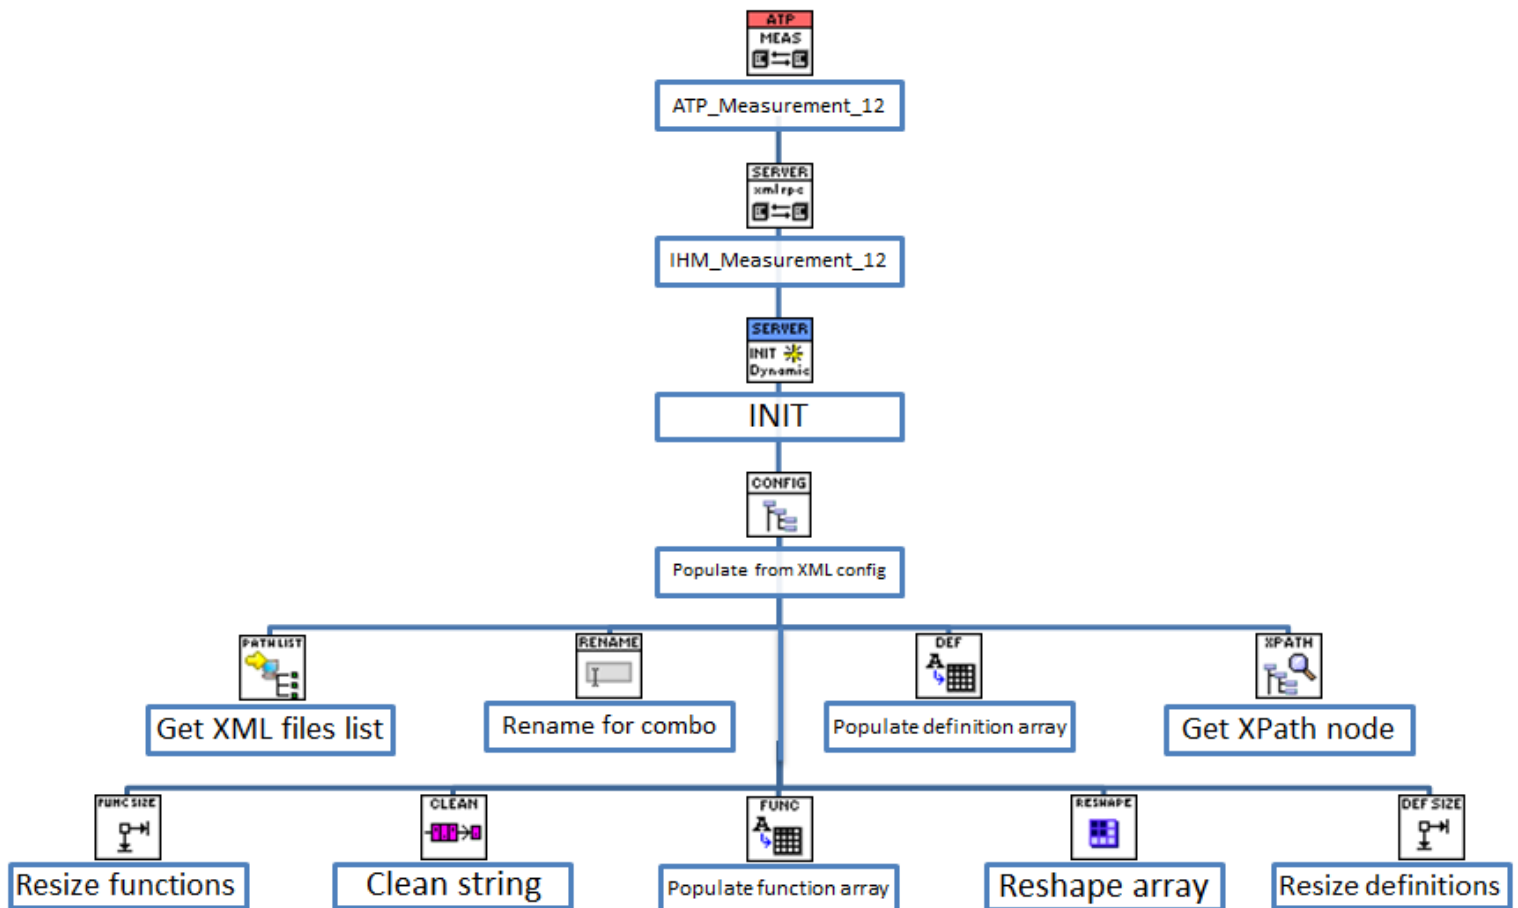 ATP
MEAS
ATP_Measurement_12
SERVER
xmlrpc
IHM_Measurement_12
SERVER
INIT
Dynamic
INIT
CONFIG
Populate from XML config
PATH LIST
RENAME
DEF
A
XPATH
Get XML files list
Rename for combo
Populate definition array
Get XPath node
FUNC SIZE
CLEAN
FUNC
A
RESHAPE
DEF SIZE
Resize functions
Clean string
Populate function array
Reshape array
Resize definitions